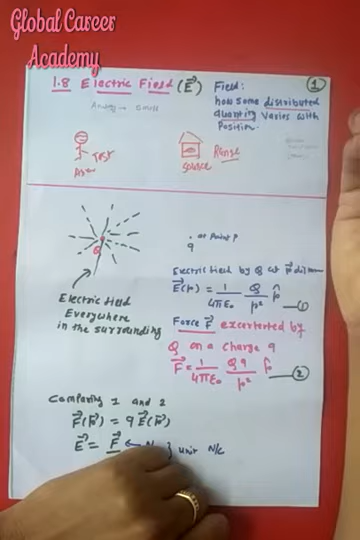 Global Career
Academy
1.8 Electric Field (E⃗)
①
Field:
how some distributed
quantity varies with
Position.
Test
Source
Range
Q
• at Point P
q
Electric field by Q at
E⃗(r) = 1/4πε₀ Q/r² r̂ — ①
Electric field
Everywhere
in the surrounding
Force F⃗ excerterted by
Q on a charge q
F⃗ = 1/4πε₀ Qq/r² r̂ — ②
Comparing 1 and 2
F⃗(r⃗) = q E⃗(r⃗)
E⃗ = F⃗ ← N } unit N/C